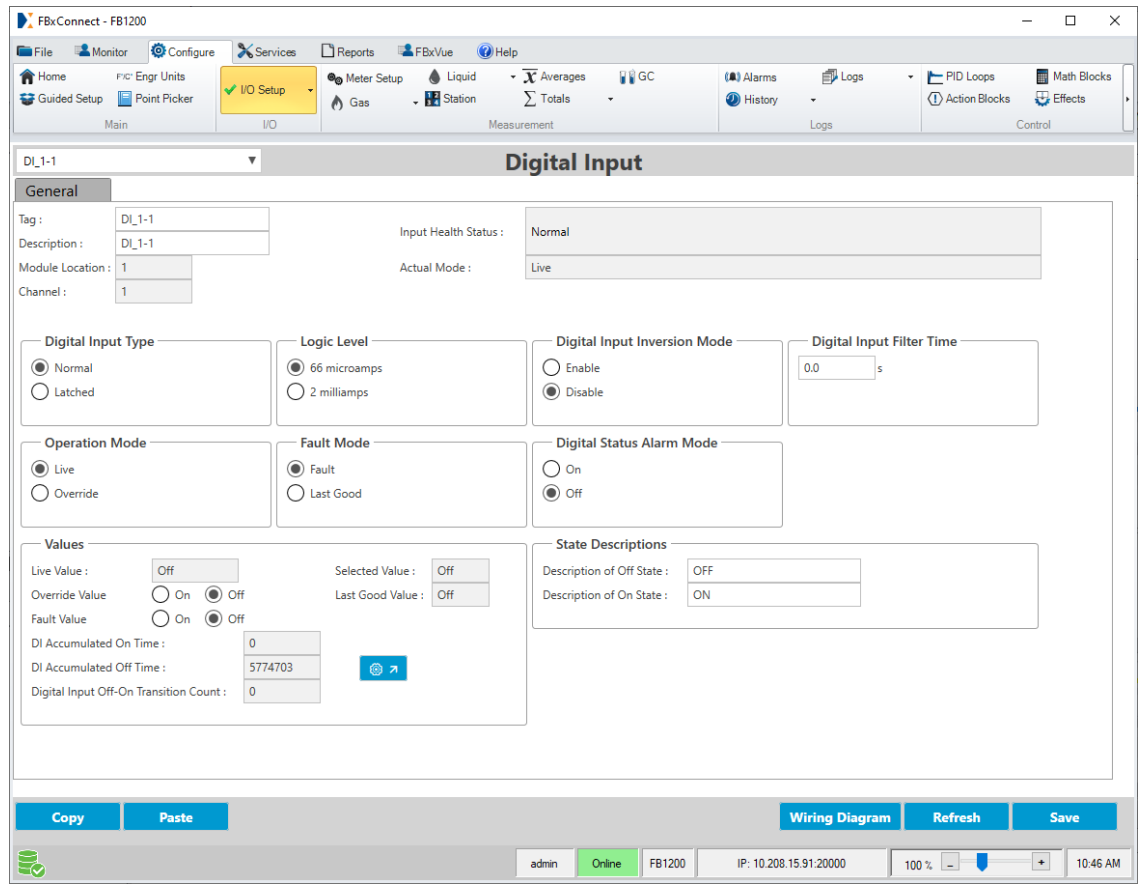 FBxConnect - FB1200
File Monitor Configure Services Reports FBxVue Help
Home Engr Units I/O Setup Meter Setup Liquid Averages GC Alarms Logs PID Loops Math Blocks
Guided Setup Point Picker Gas Station Totals History Action Blocks Effects
Main I/O Measurement Logs Control
DI_1-1 Digital Input
General
Tag : DI_1-1
Description : DI_1-1
Input Health Status : Normal
Module Location : 1
Actual Mode : Live
Channel : 1
Digital Input Type Logic Level Digital Input Inversion Mode Digital Input Filter Time
Normal 66 microamps Enable 0.0 s
Latched 2 milliamps Disable
Operation Mode Fault Mode Digital Status Alarm Mode
Live Fault On
Override Last Good Off
Values State Descriptions
Live Value : Off Selected Value : Off Description of Off State : OFF
Override Value On Off Last Good Value : Off Description of On State : ON
Fault Value On Off
DI Accumulated On Time : 0
DI Accumulated Off Time : 5774703
Digital Input Off-On Transition Count : 0
Copy Paste Wiring Diagram Refresh Save
admin Online FB1200 IP: 10.208.15.91:20000 100 % - + 10:46 AM